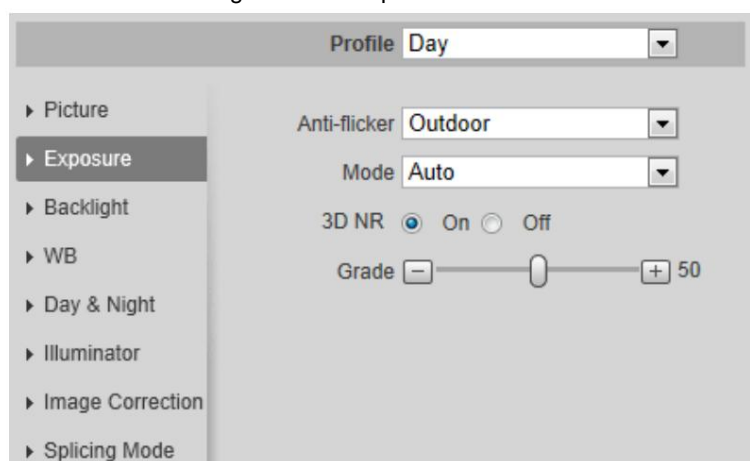 Profile Day
Picture
Exposure
Backlight
WB
Day & Night
Illuminator
Image Correction
Splicing Mode
Anti-flicker Outdoor
Mode Auto
3D NR On Off
Grade - + 50